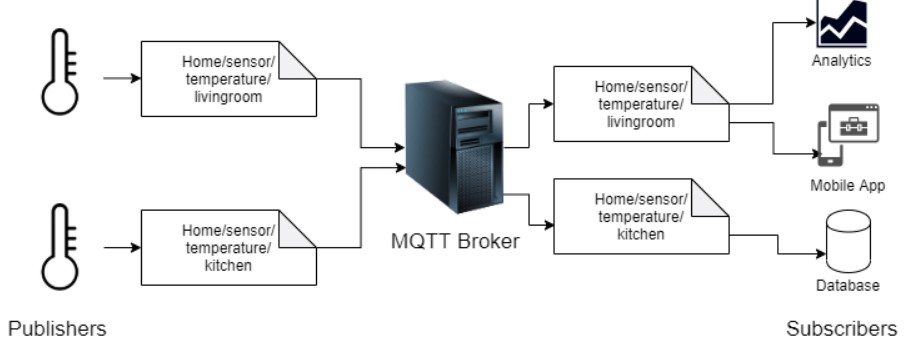 Home/sensor/
temperature/
livingroom
Home/sensor/
temperature/
kitchen
MQTT Broker
Home/sensor/
temperature/
livingroom
Home/sensor/
temperature/
kitchen
Analytics
Mobile App
Database
Publishers
Subscribers